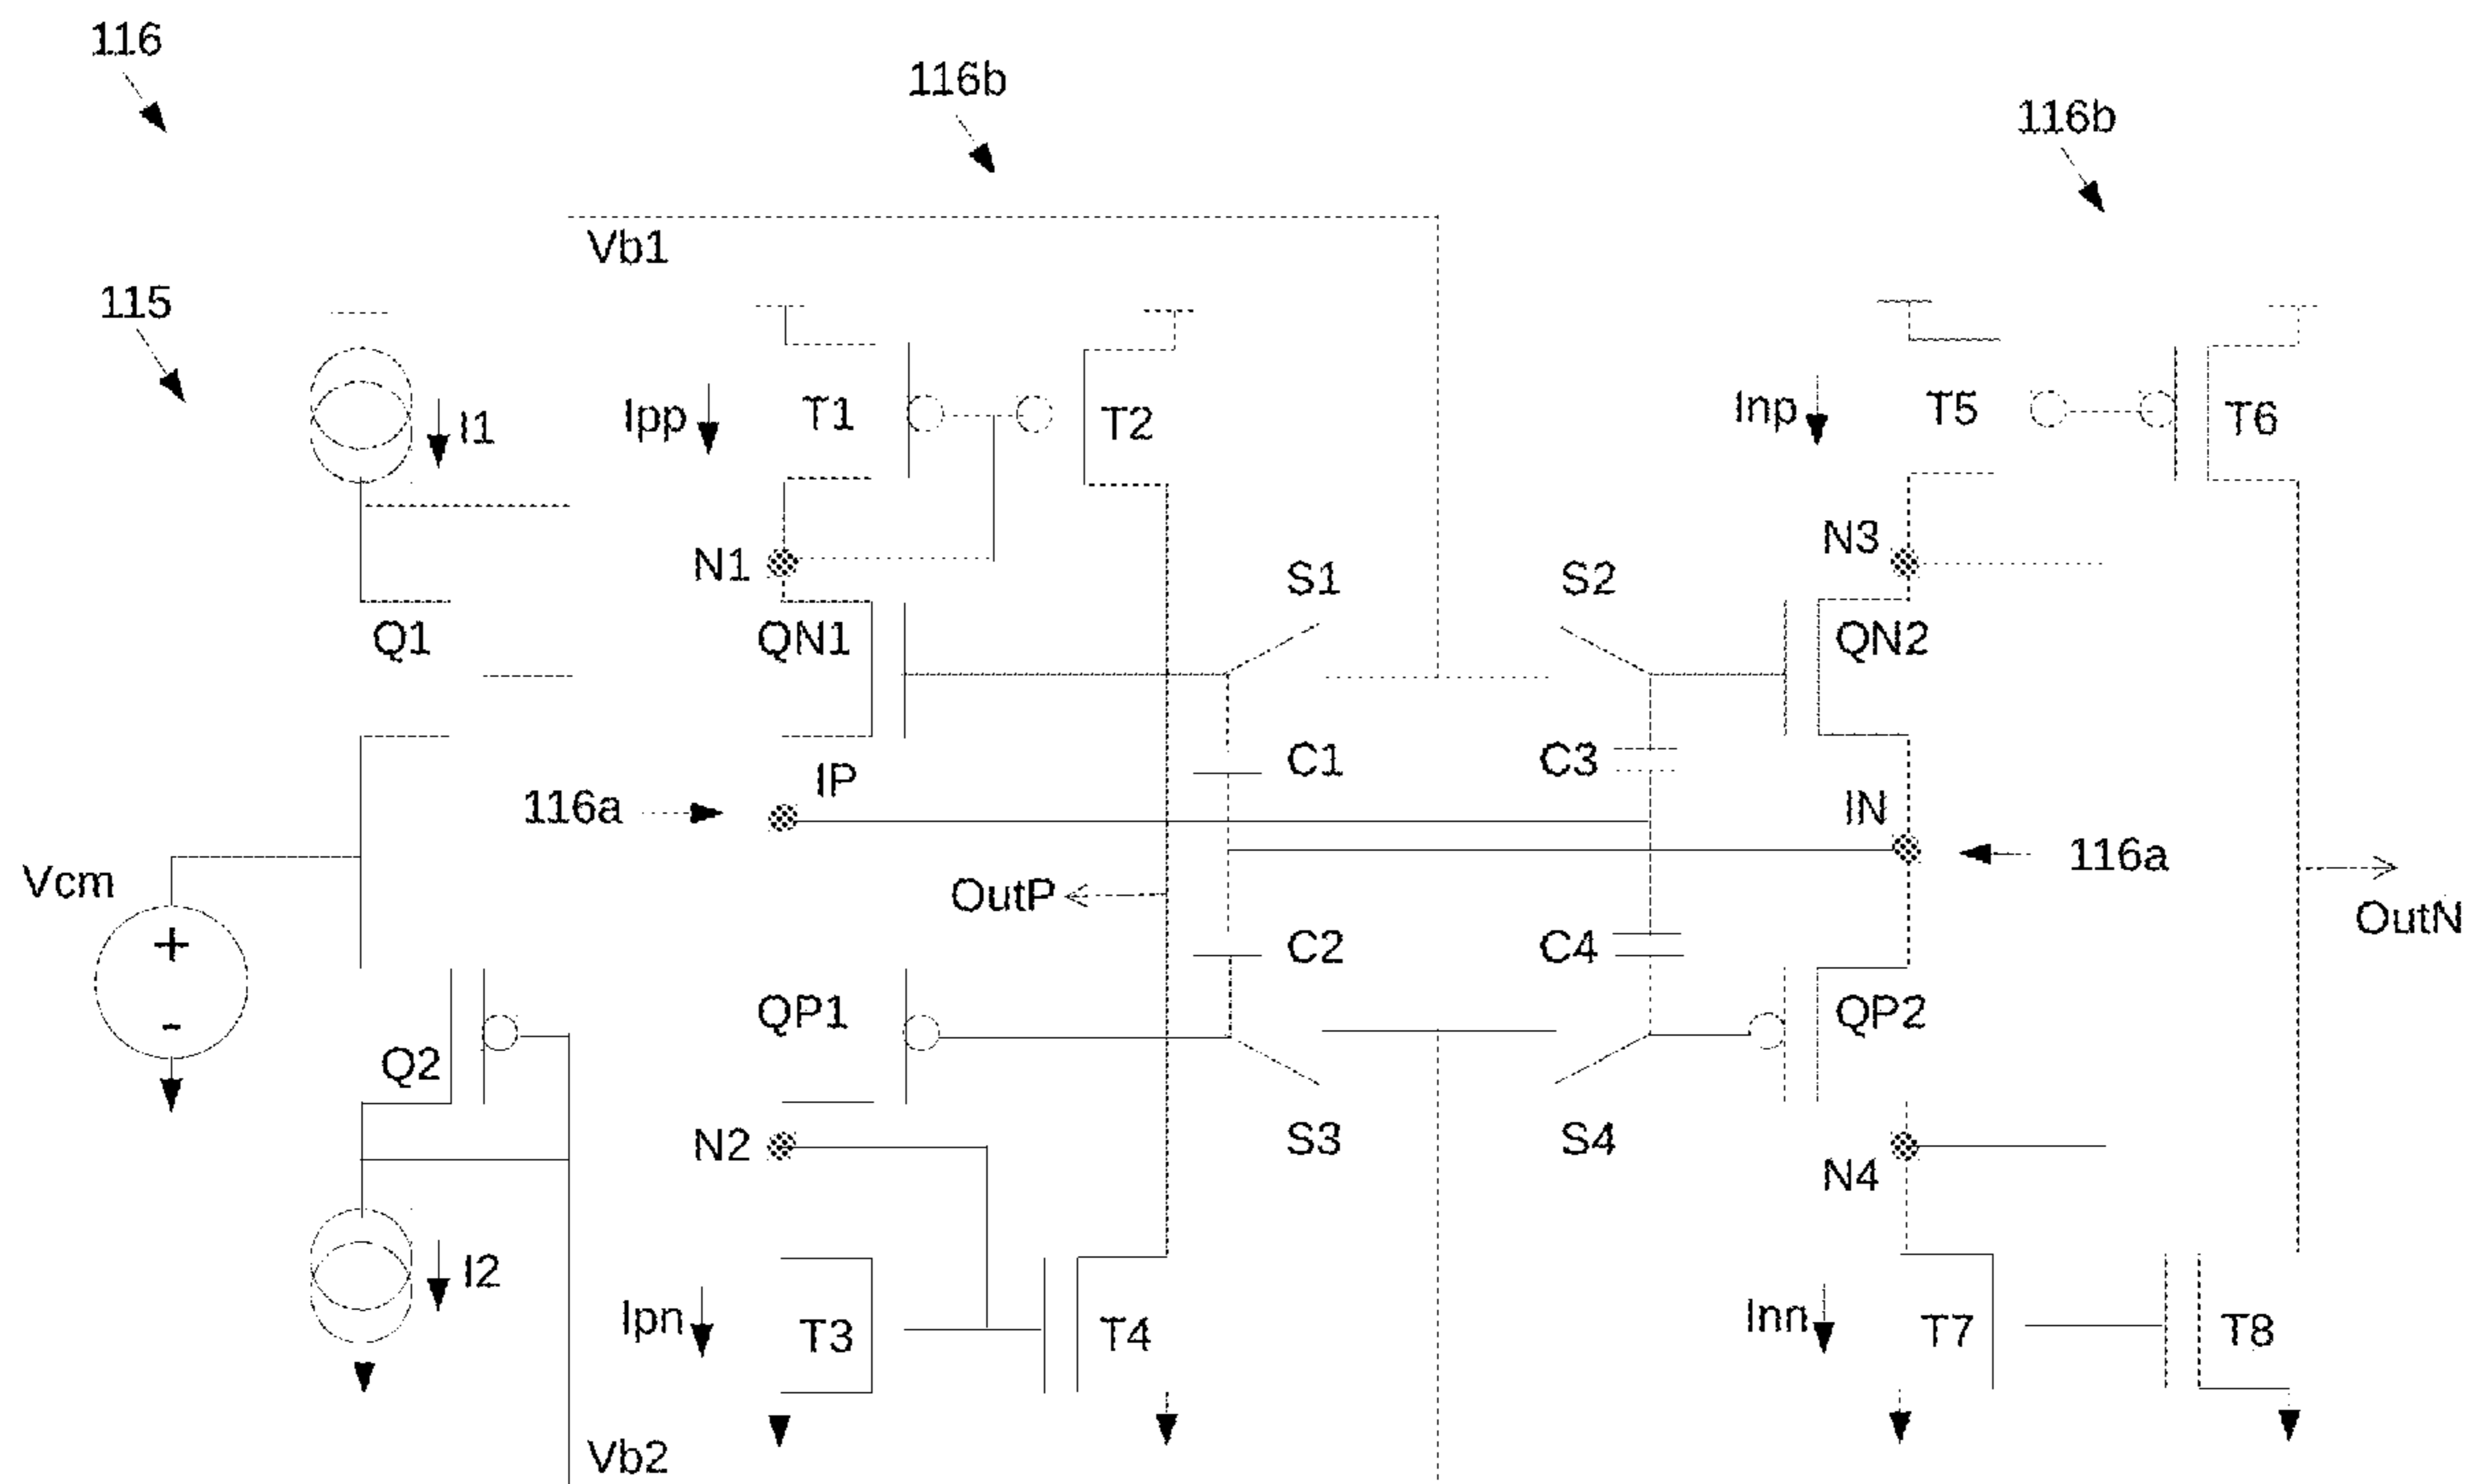 116
116b
116b
Vb1
115
I1
Ipp
T1
T2
Inp
T5
T6
N1
N3
S1
S2
Q1
QN1
QN2
C1
C3
IP
116a
IN
116a
Vcm
+
-
OutP
OutN
C2
C4
QP1
QP2
Q2
N2
S3
S4
N4
I2
Ipn
T3
T4
Inn
T7
T8
Vb2